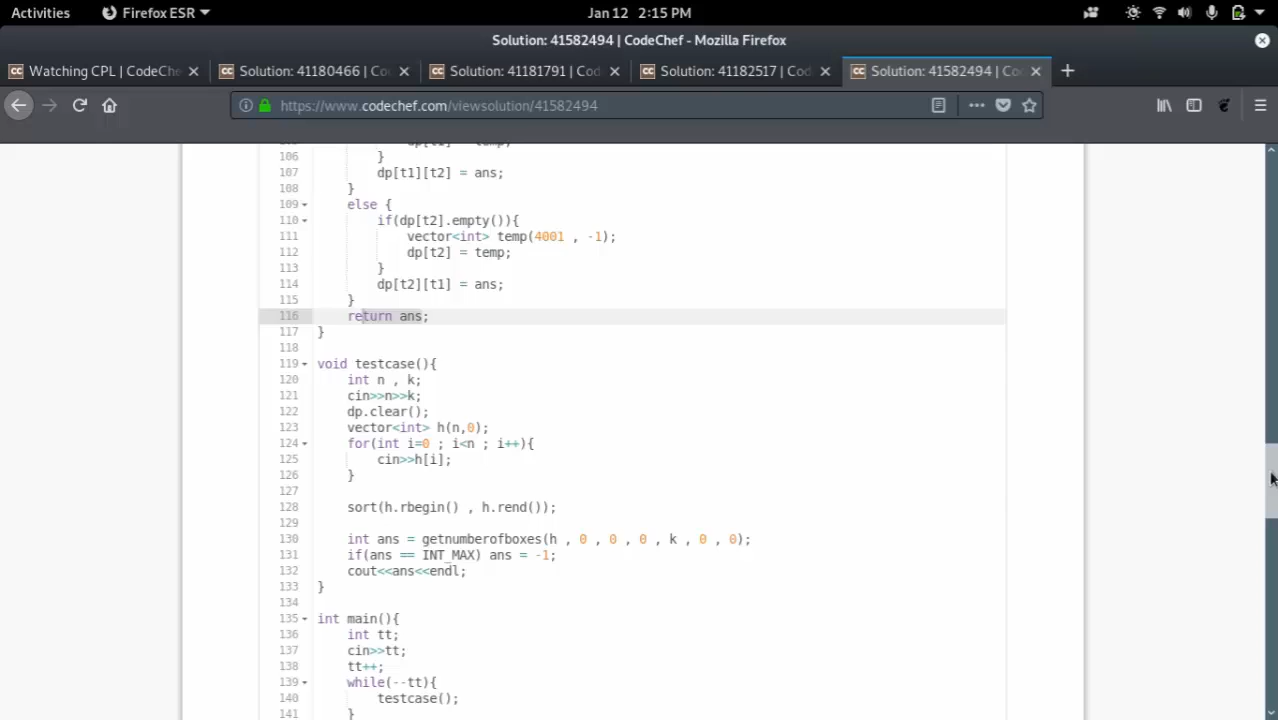 Activities
Firefox ESR
Jan 12 2:15 PM
Solution: 41582494 | CodeChef - Mozilla Firefox
Watching CPL | CodeChe
Solution: 41180466 | Co
Solution: 41181791 | Cod
Solution: 41182517 | Cod
Solution: 41582494 | Co
https://www.codechef.com/viewsolution/41582494
106 }
107 dp[t1][t2] = ans;
108 }
109 else {
110 if(dp[t2].empty()){
111 vector<int> temp(4001 , -1);
112 dp[t2] = temp;
113 }
114 dp[t2][t1] = ans;
115 }
116 return ans;
117 }
118
119 void testcase(){
120 int n , k;
121 cin>>n>>k;
122 dp.clear();
123 vector<int> h(n,0);
124 for(int i=0 ; i<n ; i++){
125 cin>>h[i];
126 }
127
128 sort(h.rbegin() , h.rend());
129
130 int ans = getnumberofboxes(h , 0 , 0 , 0 , k , 0 , 0);
131 if(ans == INT_MAX) ans = -1;
132 cout<<ans<<endl;
133 }
134
135 int main(){
136 int tt;
137 cin>>tt;
138 tt++;
139 while(--tt){
140 testcase();
141 }